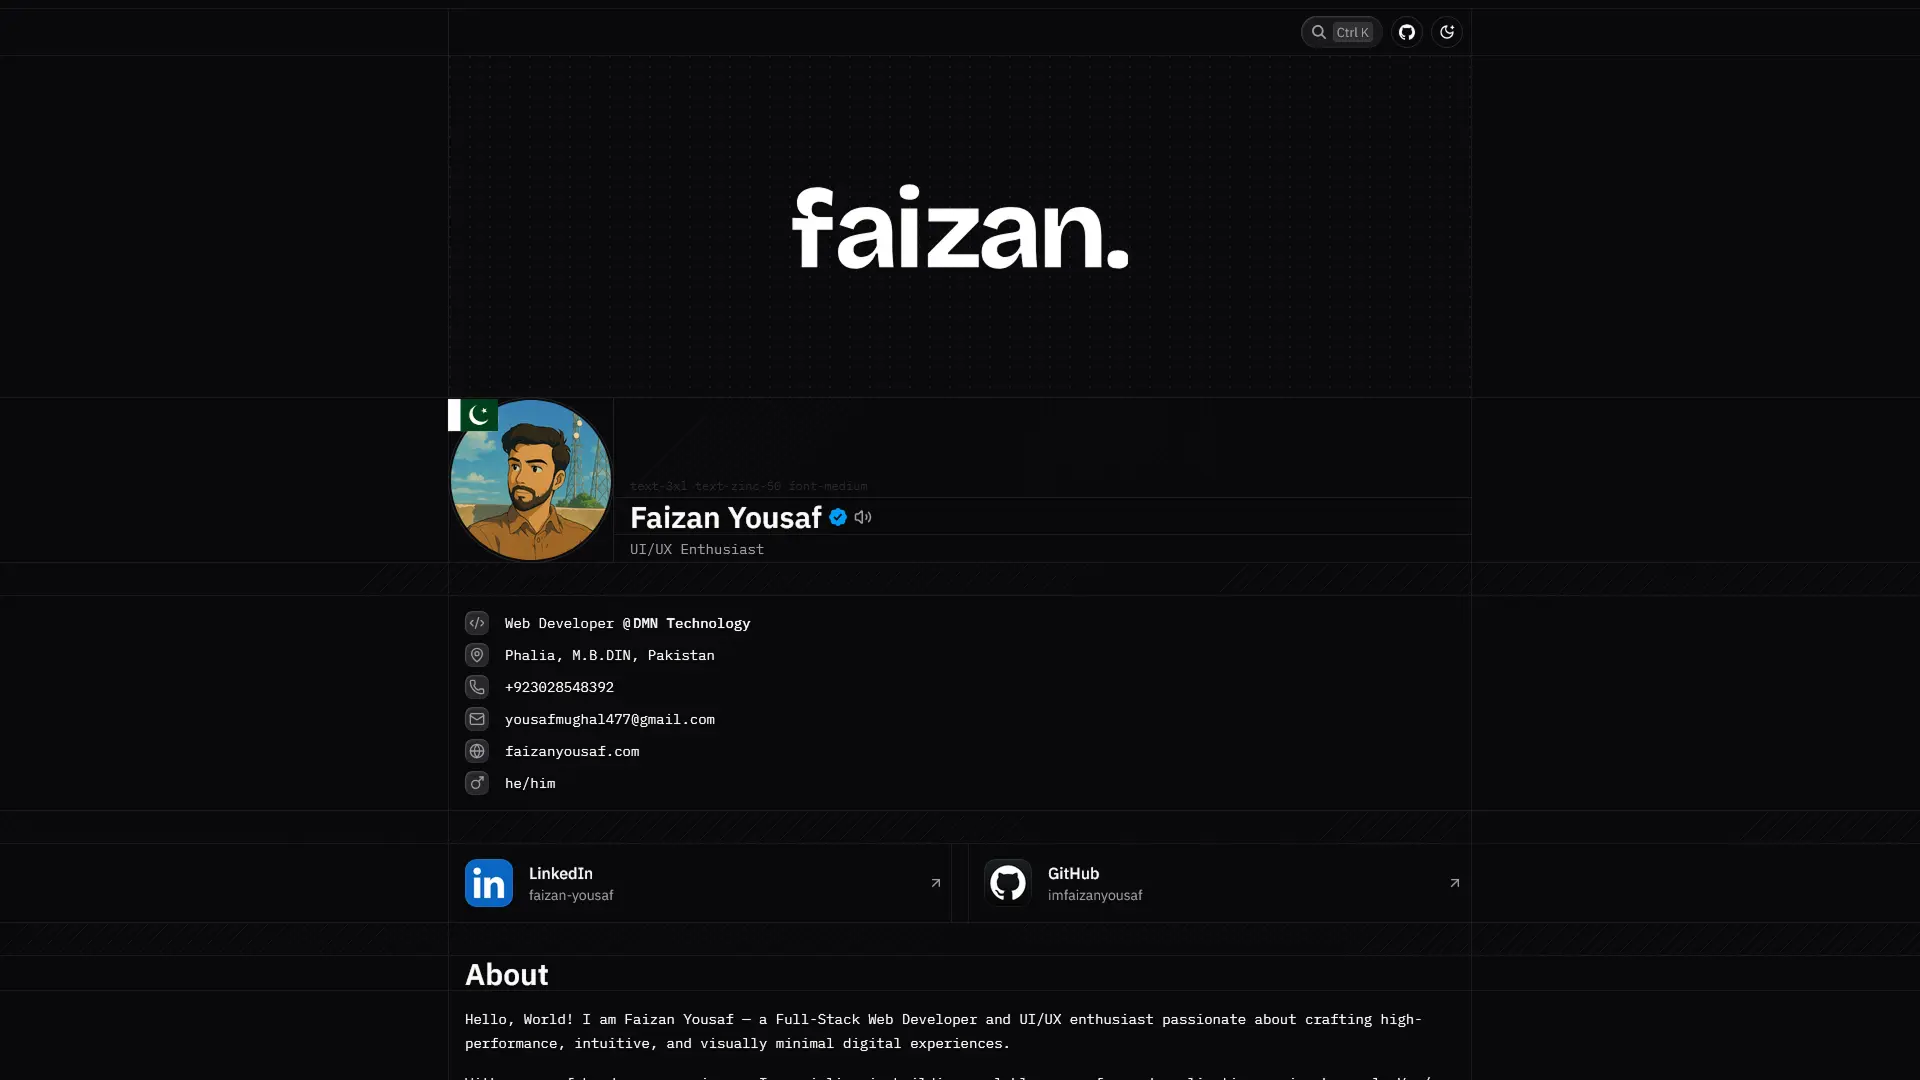 Ctrl K
faizan.
text-3xl text-zinc-50 font-medium
Faizan Yousaf
UI/UX Enthusiast
Web Developer @DMN Technology
Phalia, M.B.DIN, Pakistan
+923028548392
yousafmughal477@gmail.com
faizanyousaf.com
he/him
in
LinkedIn
faizan-yousaf
GitHub
imfaizanyousaf
About
Hello, World! I am Faizan Yousaf — a Full-Stack Web Developer and UI/UX enthusiast passionate about crafting high-
performance, intuitive, and visually minimal digital experiences.